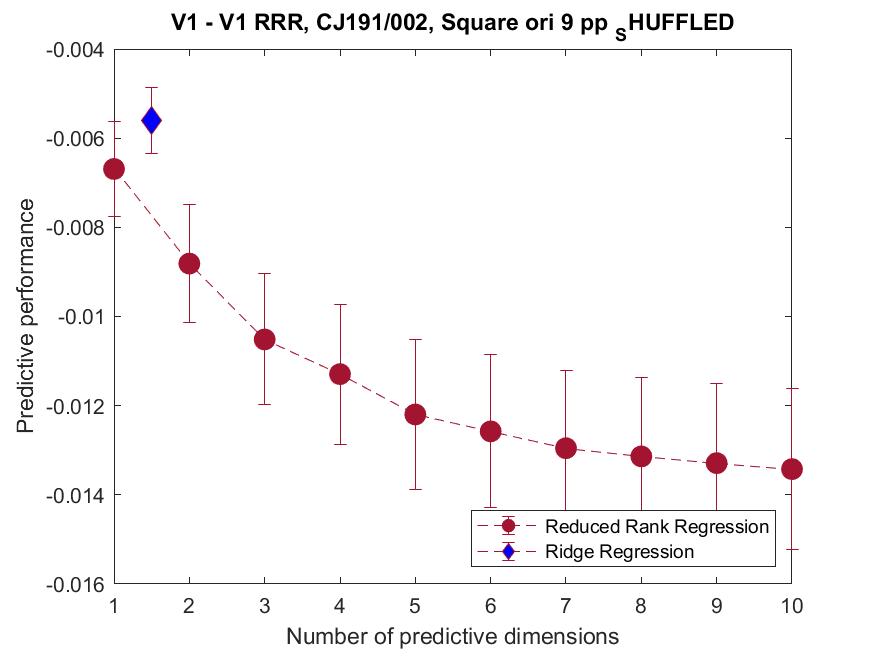 V1 - V1 RRR, CJ191/002, Square ori 9 pp SHUFFLED
-0.004
-0.006
-0.008
-0.01
-0.012
-0.014
-0.016
Predictive performance
Reduced Rank Regression
Ridge Regression
1 2 3 4 5 6 7 8 9 10
Number of predictive dimensions